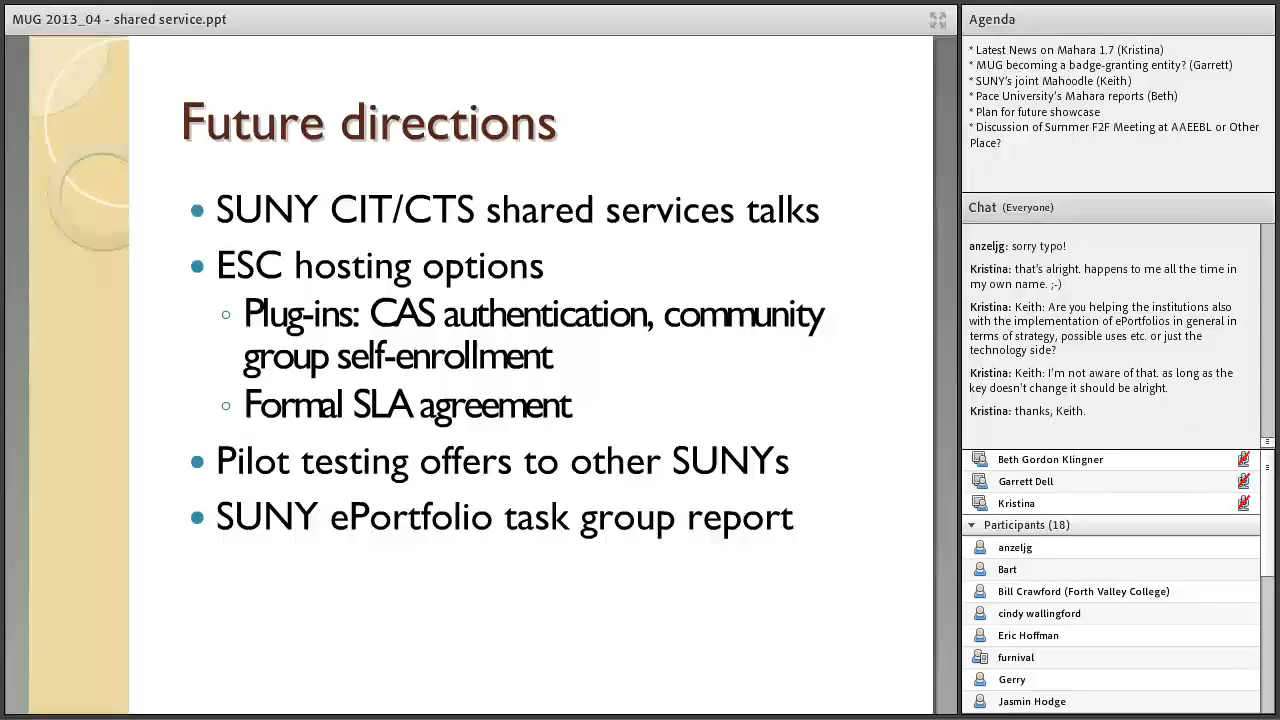 MUG 2013_04 - shared service.ppt
Future directions
• SUNY CIT/CTS shared services talks
• ESC hosting options
◦ Plug-ins: CAS authentication, community
group self-enrollment
◦ Formal SLA agreement
• Pilot testing offers to other SUNYs
• SUNY ePortfolio task group report
Agenda
* Latest News on Mahara 1.7 (Kristina)
* MUG becoming a badge-granting entity? (Garrett)
* SUNY's joint Mahoodle (Keith)
* Pace University's Mahara reports (Beth)
* Plan for future showcase
* Discussion of Summer F2F Meeting at AAEEBL or Other
Place?
Chat (Everyone)
anzeljg: sorry typo!
Kristina: that's alright. happens to me all the time in
my own name. ;-)
Kristina: Keith: Are you helping the institutions also
with the implementation of ePortfolios in general in
terms of strategy, possible uses etc. or just the
technology side?
Kristina: Keith: I'm not aware of that. as long as the
key doesn't change it should be alright.
Kristina: thanks, Keith.
Beth Gordon Klingner
Garrett Dell
Kristina
Participants (18)
anzeljg
Bart
Bill Crawford (Forth Valley College)
cindy wallingford
Eric Hoffman
furnival
Gerry
Jasmin Hodge